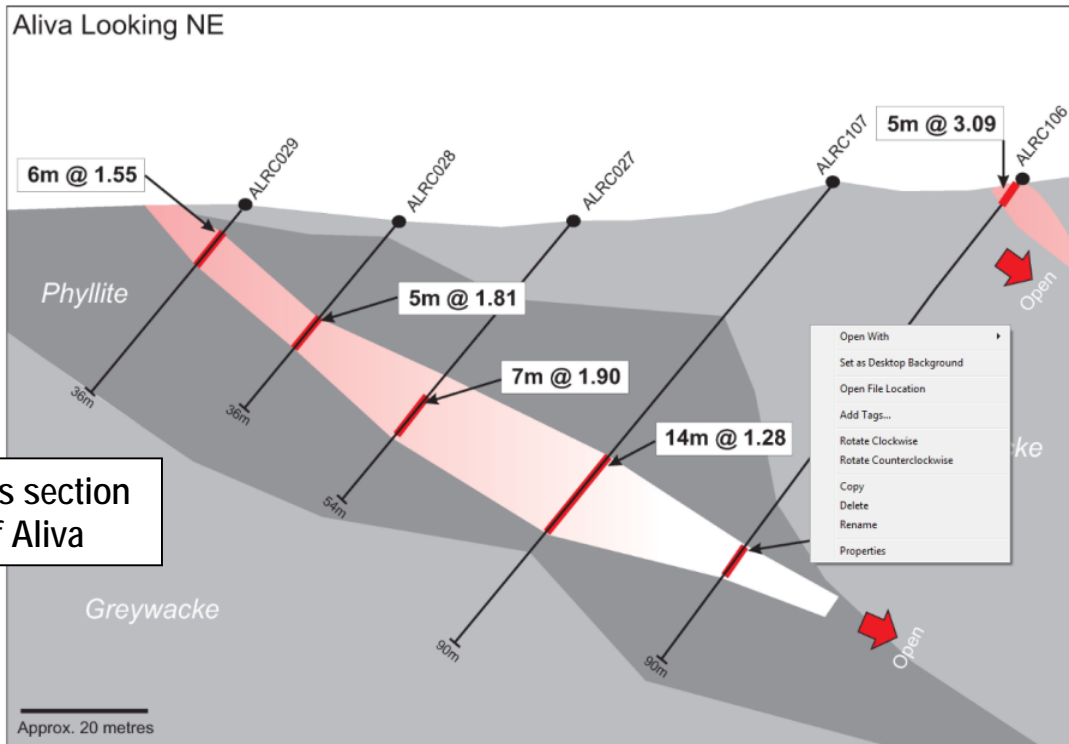 Aliva Looking NE
5m @ 3.09
ALRC106
ALRC107
ALRC029
ALRC028
ALRC027
6m @ 1.55
Phyllite
5m @ 1.81
Open
7m @ 1.90
14m @ 1.28
36m
36m
54m
90m
90m
s section
f Aliva
Greywacke
cke
Open
Approx. 20 metres
Open With
Set as Desktop Background
Open File Location
Add Tags...
Rotate Clockwise
Rotate Counterclockwise
Copy
Delete
Rename
Properties